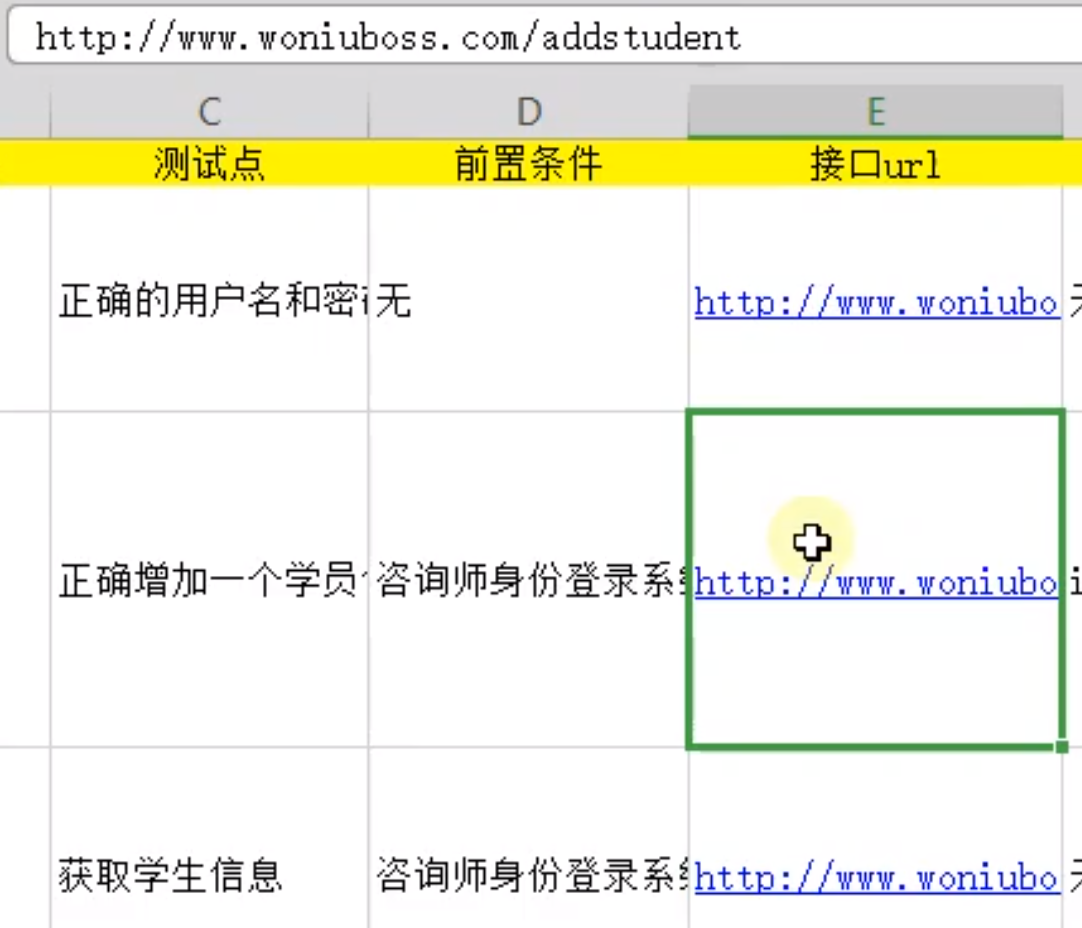 http://www.woniuboss.com/addstudent
C D E
测试点 前置条件 接口url
正确的用户名和密 无 http://www.woniubo
正确增加一个学员 咨询师身份登录系 http://www.woniubo i
获取学生信息 咨询师身份登录系 http://www.woniubo